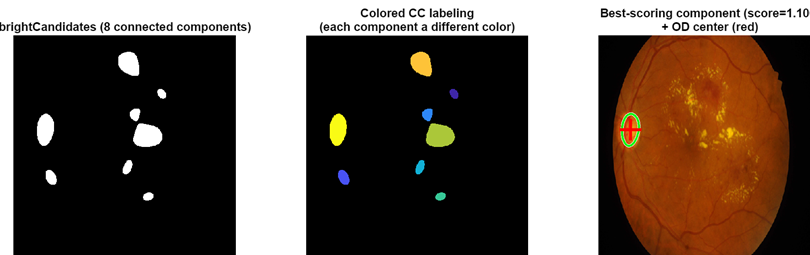 brightCandidates (8 connected components)
Colored CC labeling
(each component a different color)
Best-scoring component (score=1.10
+ OD center (red)